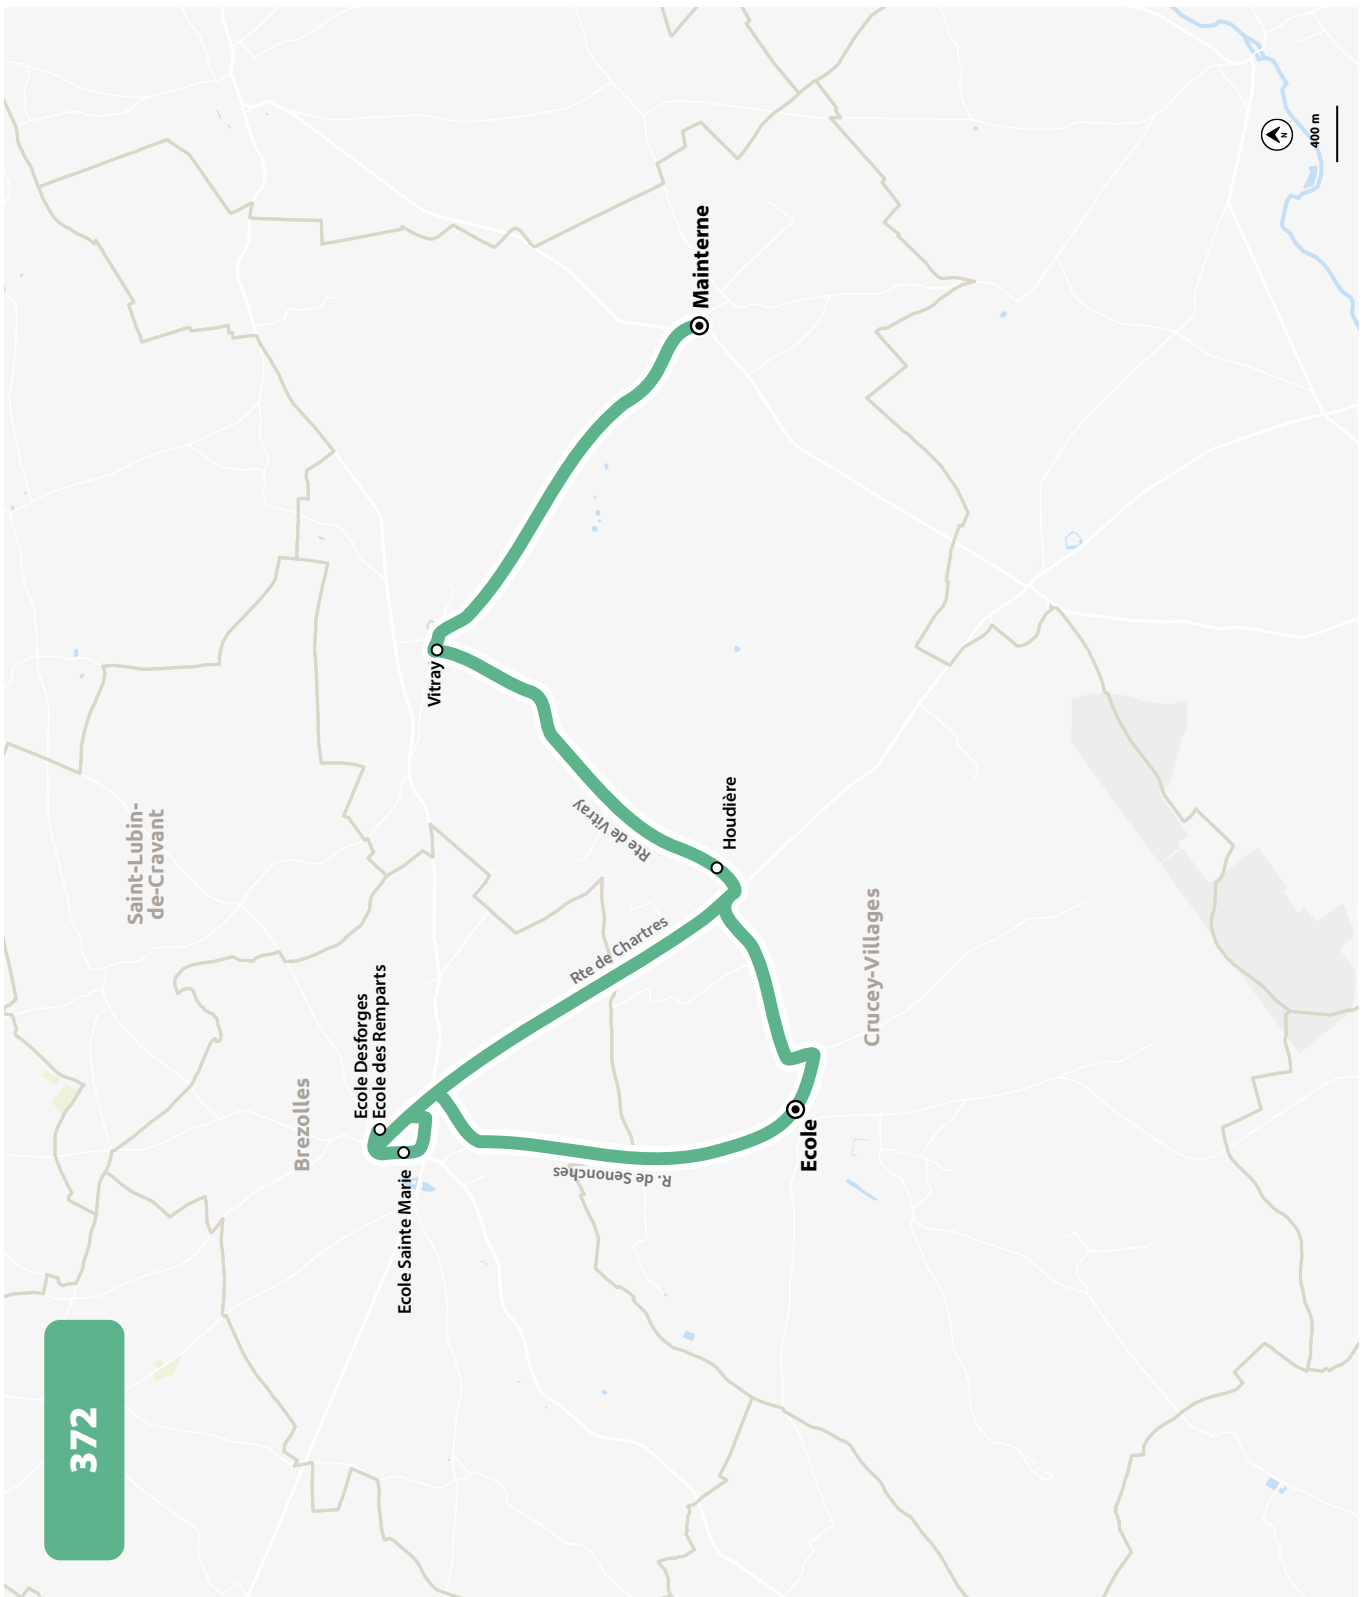 372
Saint-Lubin-
de-Cravant
Brezolles
Ecole Desforges
Ecole des Remparts
Ecole Sainte Marie
Vitray
Rte de Vitray
Rte de Chartres
R. de Senonches
Houdière
Mainterne
Ecole
Crucey-Villages
N
400 m